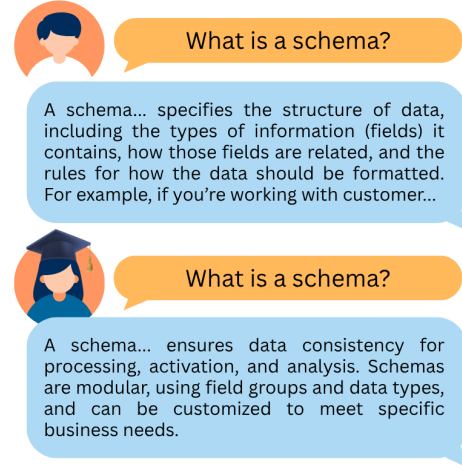 What is a schema?
A schema... specifies the structure of data,
including the types of information (fields) it
contains, how those fields are related, and the
rules for how the data should be formatted.
For example, if you’re working with customer...
What is a schema?
A schema... ensures data consistency for
processing, activation, and analysis. Schemas
are modular, using field groups and data types,
and can be customized to meet specific
business needs.